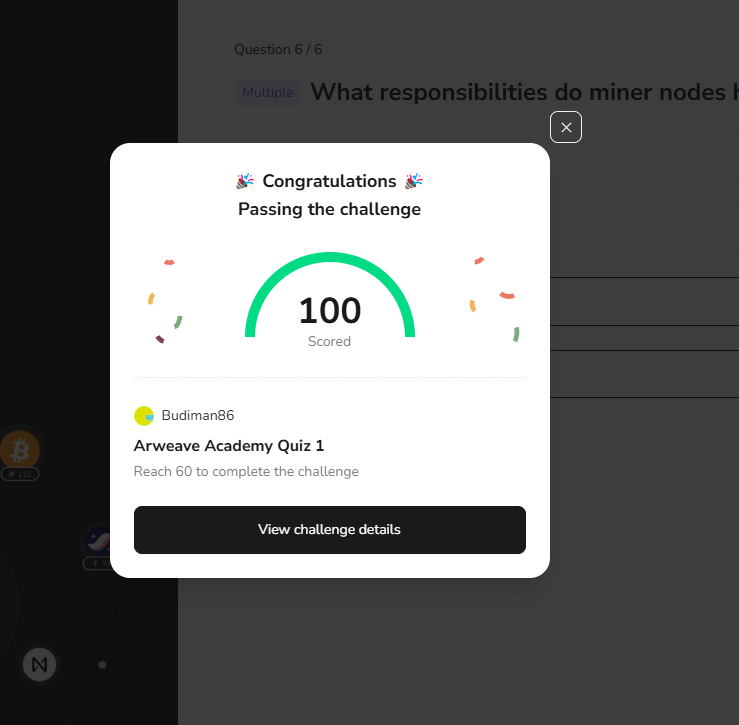 Question 6 / 6
Multiple What responsibilities do miner nodes
Congratulations
Passing the challenge
100
Scored
Budiman86
Arweave Academy Quiz 1
Reach 60 to complete the challenge
View challenge details
115